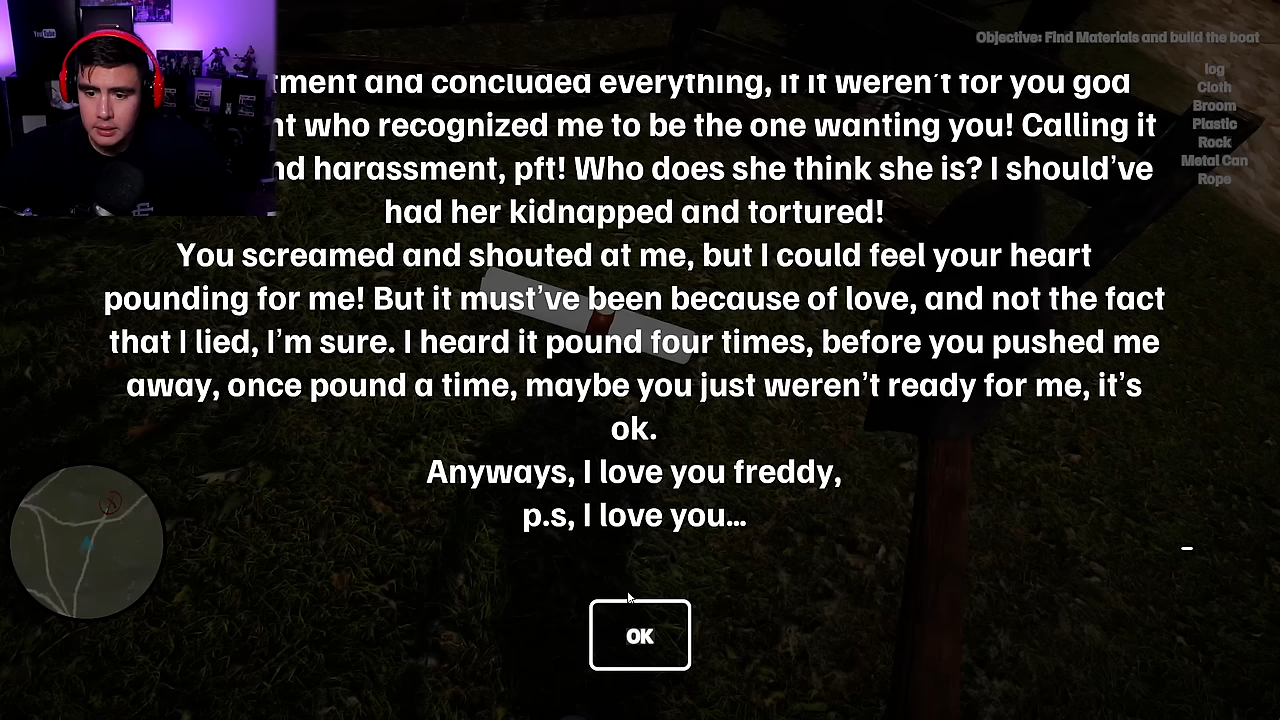 YouTube
Objective: Find Materials and build the boat
log
Cloth
Broom
Plastic
Rock
Metal Can
Rope
and concluded everything, if it weren't for you god
who recognized me to be the one wanting you! Calling it
harassment, pft! Who does she think she is? I should've
had her kidnapped and tortured!
You screamed and shouted at me, but I could feel your heart
pounding for me! But it must've been because of love, and not the fact
that I lied, I'm sure. I heard it pound four times, before you pushed me
away, once pound a time, maybe you just weren't ready for me, it's
ok.
Anyways, I love you freddy,
p.s, I love you...
OK